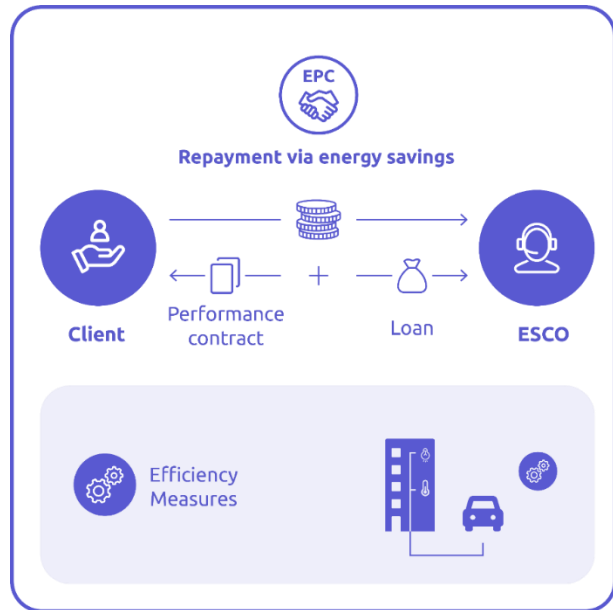 EPC
Repayment via energy savings
+
Client
Performance
contract
Loan
ESCO
Efficiency
Measures